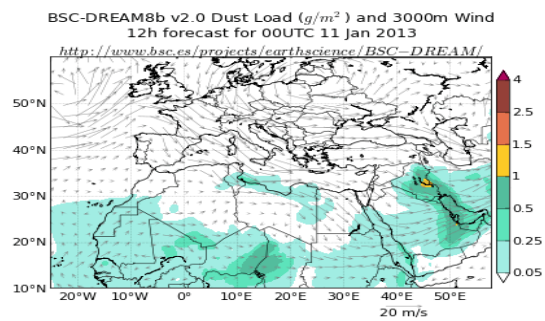 BSC-DREAM8b v2.0 Dust Load (g/m²) and 3000m Wind
12h forecast for 00UTC 11 Jan 2013
http://www.bsc.es/projects/earthscience/BSC-DREAM/
50°N
40°N
30°N
20°N
10°N
20°W 10°W 0° 10°E 20°E 30°E 40°E 50°E
20 m/s
4
2.5
1.5
1
0.5
0.25
0.05